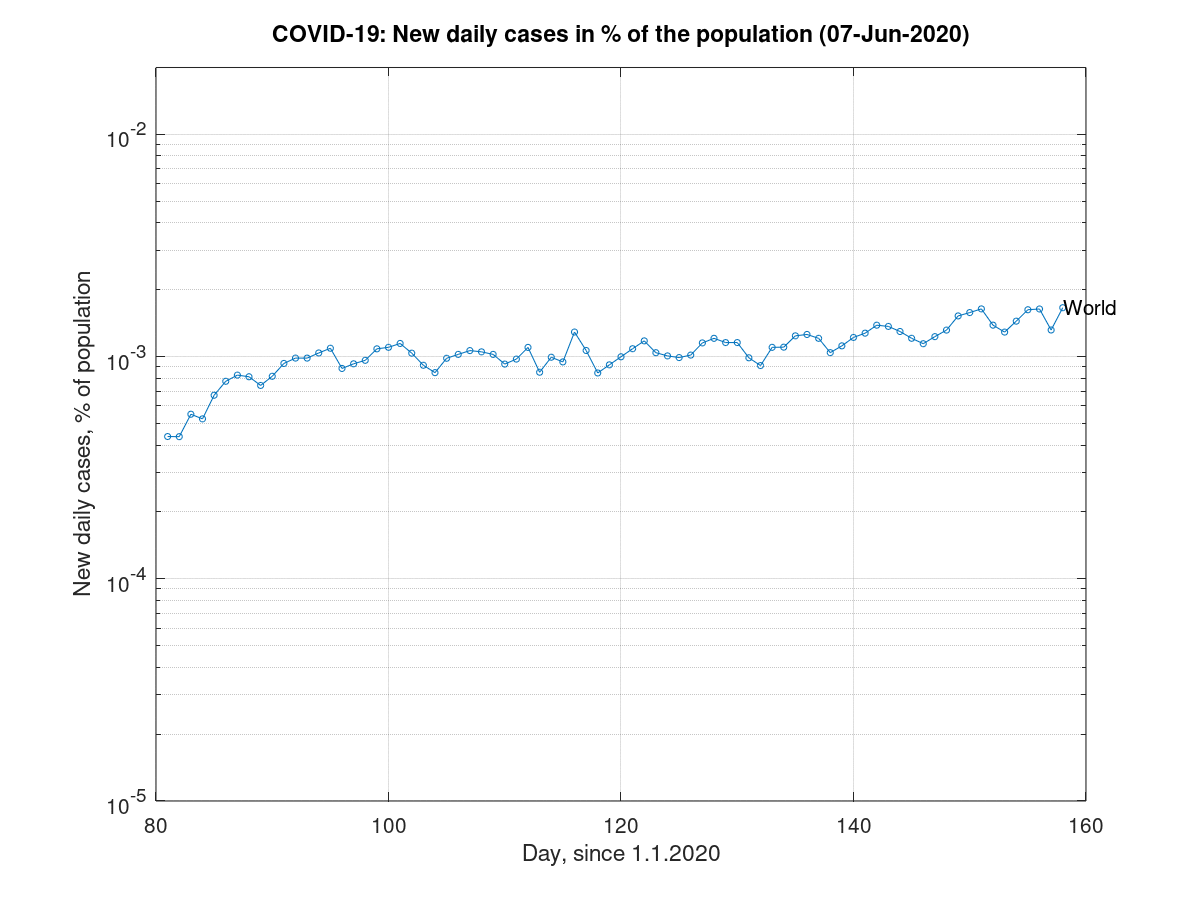 COVID-19: New daily cases in % of the population (07-Jun-2020)
New daily cases, % of population
10^-2
10^-3
10^-4
10^-5
World
80 100 120 140 160
Day, since 1.1.2020